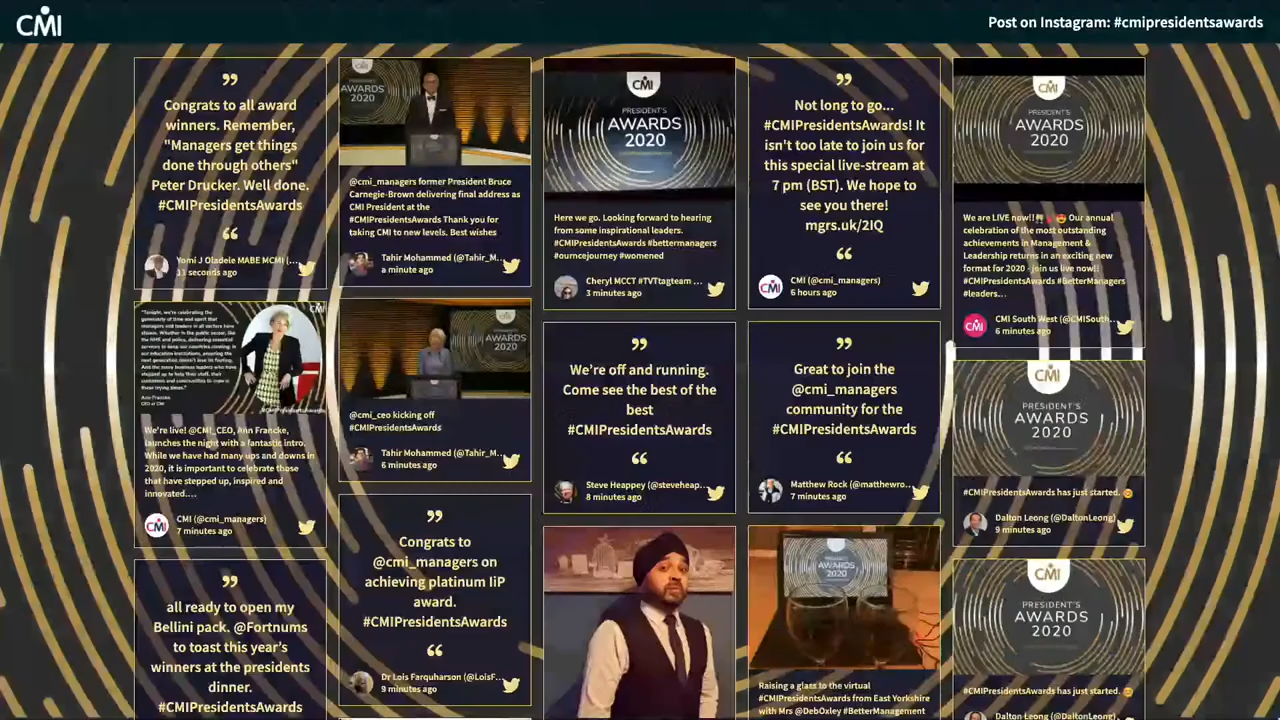 CMI
Post on Instagram: #cmipresidentsawards
Congrats to all award
winners. Remember,
"Managers get things
done through others"
Peter Drucker. Well done.
#CMIPresidentsAwards
Yomi J Oladele MABE MCMI (...
11 seconds ago
CMI
"Tonight, we're celebrating the
Ann Francke
CEO of CMI
We're live! @CMI_CEO, Ann Francke,
launches the night with a fantastic intro.
While we have had many ups and downs in
2020, it is important to celebrate those
that have stepped up, inspired and
innovated....
CMI (@cmi_managers)
7 minutes ago
all ready to open my
Bellini pack. @Fortnums
to toast this year's
winners at the presidents
dinner.
#CMIPresidentsAwards
CMI
AWARDS
2020
@cmi_managers former President Bruce
Carnegie-Brown delivering final address as
CMI President at the
#CMIPresidentsAwards Thank you for
taking CMI to new levels. Best wishes
Tahir Mohammed (@Tahir_M...
a minute ago
AWARDS
2020
@cmi_ceo kicking off
#CMIPresidentsAwards
Tahir Mohammed (@Tahir_M...
6 minutes ago
Congrats to
@cmi_managers on
achieving platinum IiP
award.
#CMIPresidentsAwards
Dr Lois Farquharson (@LoisF...
9 minutes ago
CMI
PRESIDENT'S
AWARDS
2020
Here we go. Looking forward to hearing
from some inspirational leaders.
#CMIPresidentsAwards #bettermanagers
#ourncejourney #womened
Cheryl MCCT #TVTtagteam ...
3 minutes ago
We're off and running.
Come see the best of the
best
#CMIPresidentsAwards
Steve Heappey (@steveheap...
8 minutes ago
Not long to go...
#CMIPresidentsAwards! It
isn't too late to join us for
this special live-stream at
7 pm (BST). We hope to
see you there!
mgrs.uk/2IQ
CMI (@cmi_managers)
6 hours ago
Great to join the
@cmi_managers
community for the
#CMIPresidentsAwards
Matthew Rock (@matthewro...
7 minutes ago
AWARDS
2020
Raising a glass to the virtual
#CMIPresidentsAwards from East Yorkshire
with Mrs @DebOxley #BetterManagement
CMI
PRESIDENT'S
AWARDS
2020
We are LIVE now!! Our annual
celebration of the most outstanding
achievements in Management &
Leadership returns in an exciting new
format for 2020 - join us live now!!
#CMIPresidentsAwards #BetterManagers
#leaders...
CMI South West (@CMISouth...
6 minutes ago
CMI
PRESIDENT'S
AWARDS
2020
#CMIPresidentsAwards has just started.
Dalton Leong (@DaltonLeong)
9 minutes ago
CMI
PRESIDENT'S
AWARDS
2020
#CMIPresidentsAwards has just started.
Dalton Leong (@DaltonLeong)